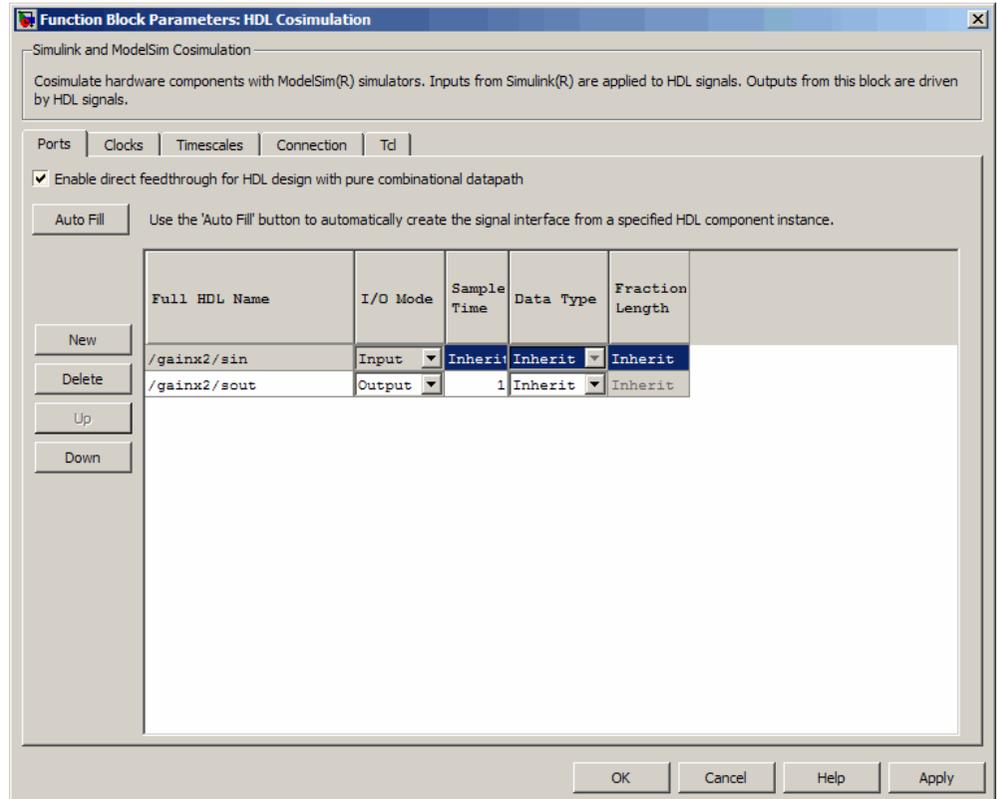 Function Block Parameters: HDL Cosimulation
Simulink and ModelSim Cosimulation
Cosimulate hardware components with ModelSim(R) simulators. Inputs from Simulink(R) are applied to HDL signals. Outputs from this block are driven
by HDL signals.
Ports Clocks Timescales Connection Tcl
Enable direct feedthrough for HDL design with pure combinational datapath
Auto Fill Use the 'Auto Fill' button to automatically create the signal interface from a specified HDL component instance.
Full HDL Name I/O Mode Sample Time Data Type Fraction Length
/gainx2/sin Input Inherit Inherit Inherit
/gainx2/sout Output 1 Inherit Inherit
New
Delete
Up
Down
OK Cancel Help Apply